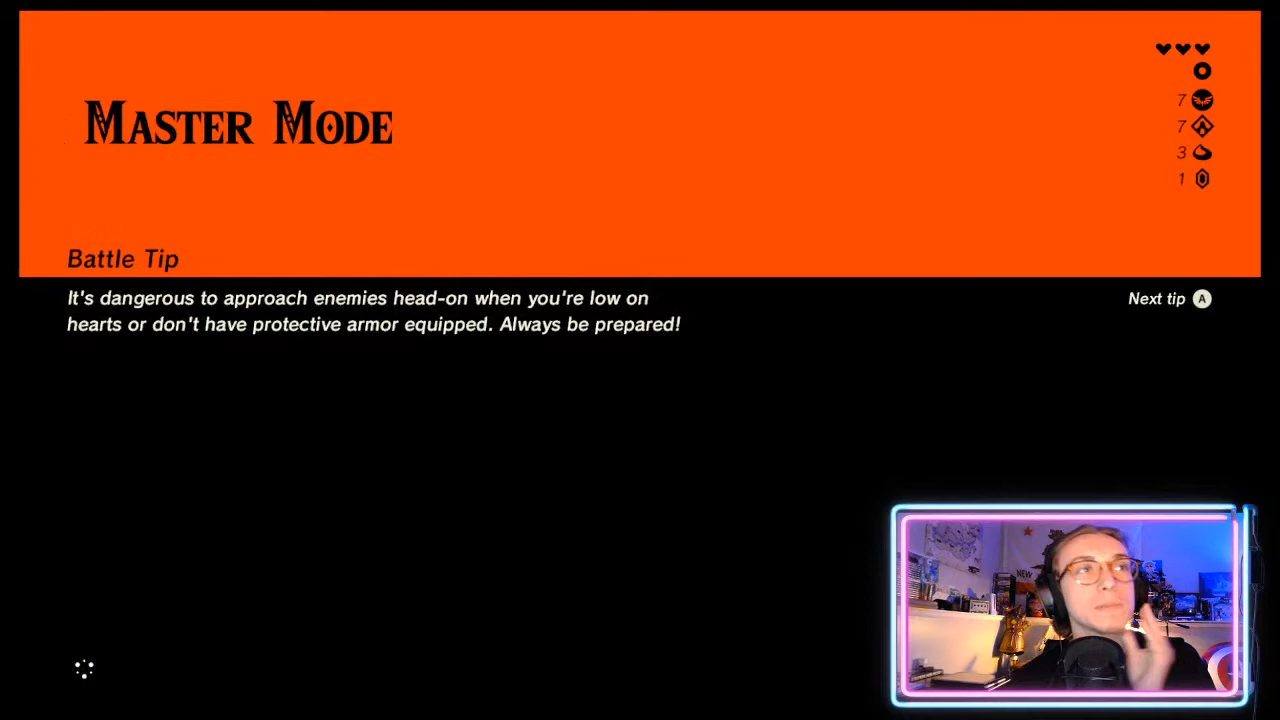 Master Mode
7
7
3
1
Battle Tip
It's dangerous to approach enemies head-on when you're low on
hearts or don't have protective armor equipped. Always be prepared!
Next tip A
NEW